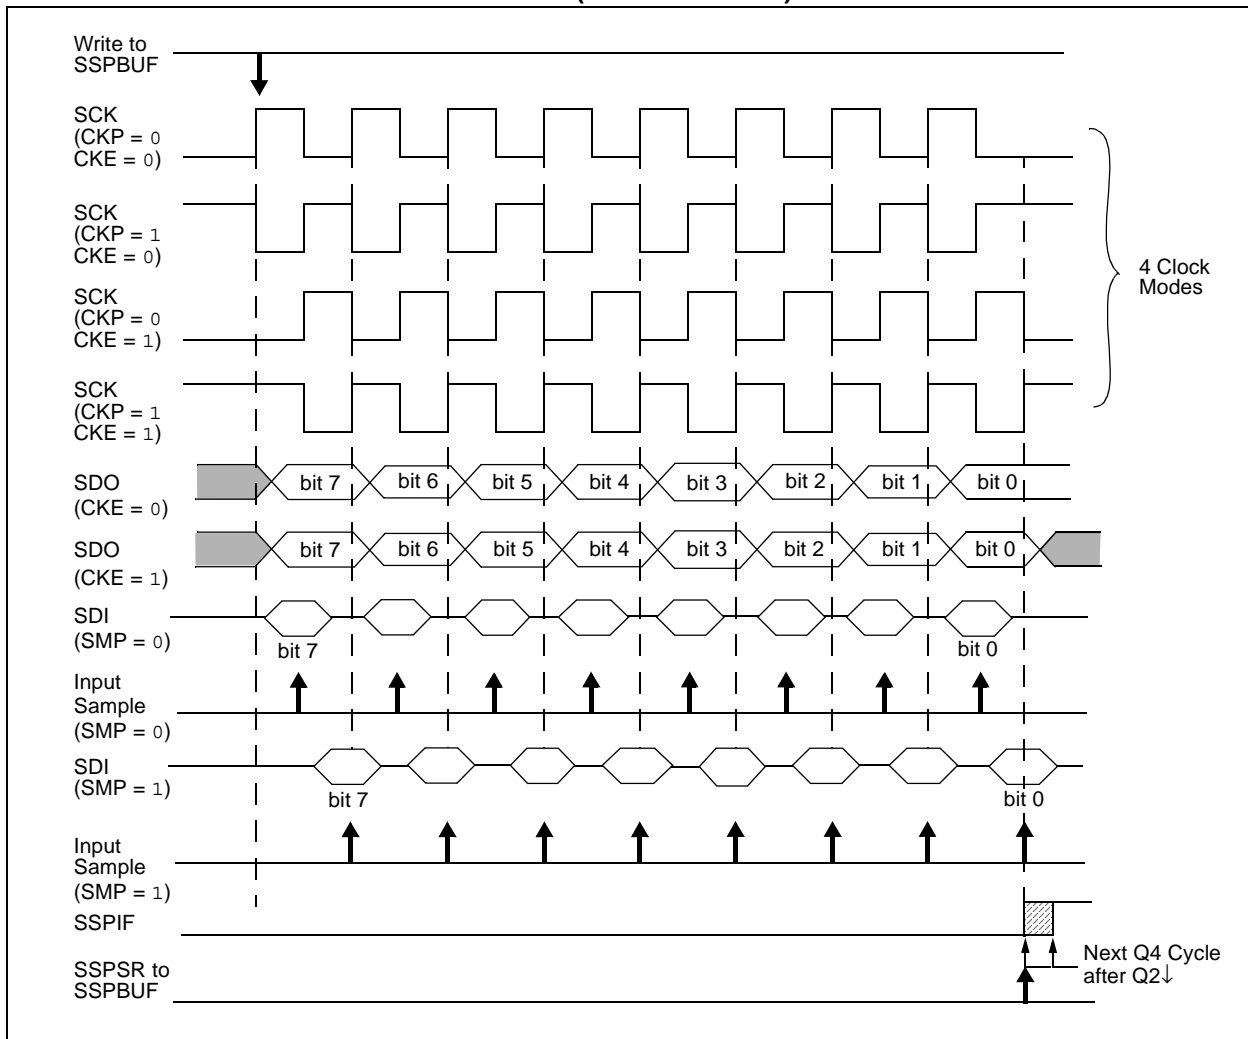 Write to
SSPBUF
SCK
(CKP = 0
CKE = 0)
SCK
(CKP = 1
CKE = 0)
SCK
(CKP = 0
CKE = 1)
SCK
(CKP = 1
CKE = 1)
4 Clock
Modes
SDO
(CKE = 0)
bit 7 bit 6 bit 5 bit 4 bit 3 bit 2 bit 1 bit 0
SDO
(CKE = 1)
bit 7 bit 6 bit 5 bit 4 bit 3 bit 2 bit 1 bit 0
SDI
(SMP = 0)
bit 7 bit 0
Input
Sample
(SMP = 0)
SDI
(SMP = 1)
bit 7 bit 0
Input
Sample
(SMP = 1)
SSPIF
Next Q4 Cycle
after Q2↓
SSPSR to
SSPBUF